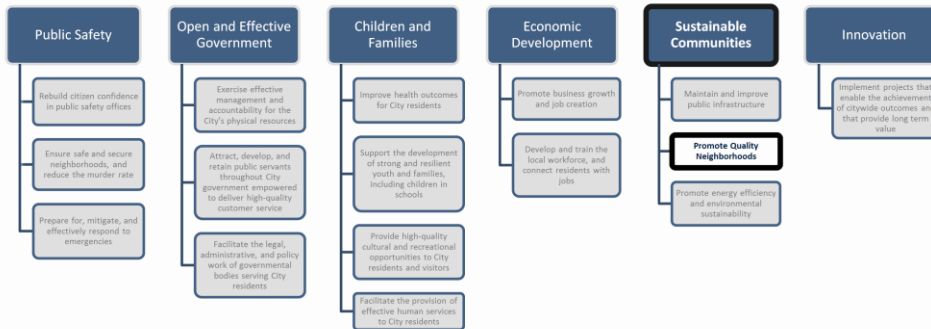 Public Safety
Rebuild citizen confidence
in public safety offices
Ensure safe and secure
neighborhoods, and
reduce the murder rate
Prepare for, mitigate, and
effectively respond to
emergencies
Open and Effective
Government
Exercise effective
management and
accountability for the
City's physical resources
Attract, develop, and
retain public servants
throughout City
government empowered
to deliver high-quality
customer service
Facilitate the legal,
administrative, and policy
work of governmental
bodies serving City
residents
Children and
Families
Improve health outcomes
for City residents
Support the development
of strong and resilient
youth and families,
including children in
schools
Provide high-quality
cultural and recreational
opportunities to City
residents and visitors
Facilitate the provision of
effective human services
to City residents
Economic
Development
Promote business growth
and job creation
Develop and train the
local workforce, and
connect residents with
jobs
Sustainable
Communities
Maintain and improve
public infrastructure
Promote Quality
Neighborhoods
Promote energy efficiency
and environmental
sustainability
Innovation
Implement projects that
enable the achievement
of citywide outcomes and
that provide long term
value